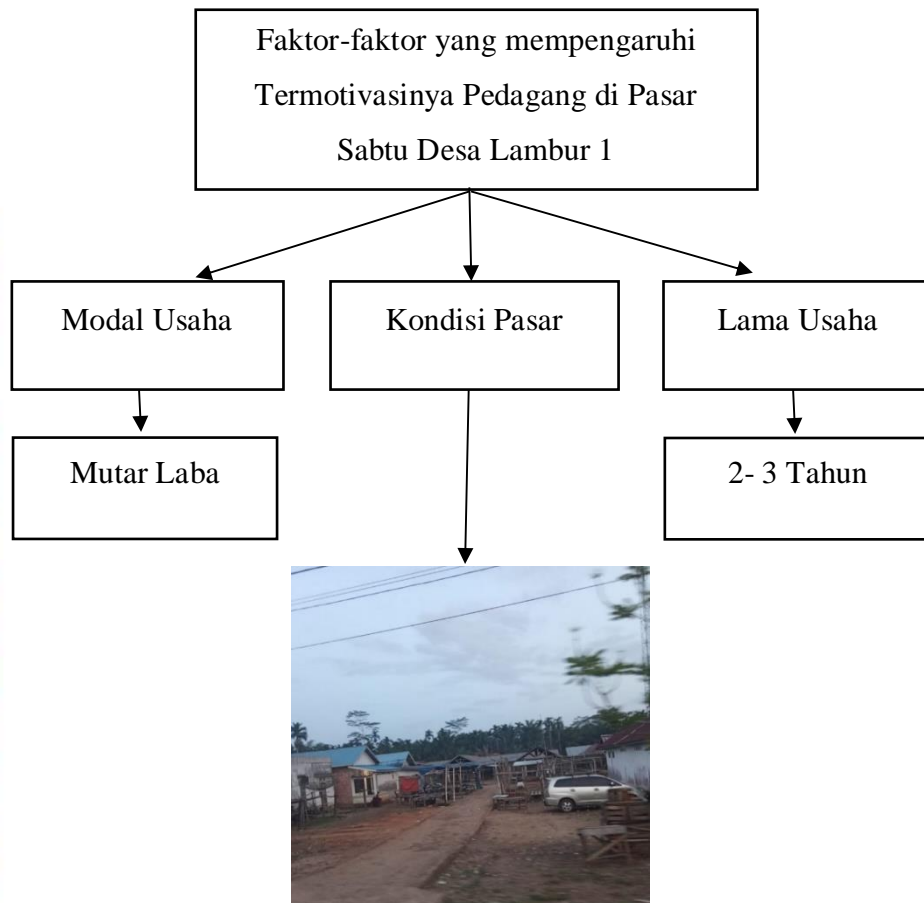 Faktor-faktor yang mempengaruhi
Termotivasinya Pedagang di Pasar
Sabtu Desa Lambur 1
Modal Usaha
Kondisi Pasar
Lama Usaha
Mutar Laba
2- 3 Tahun